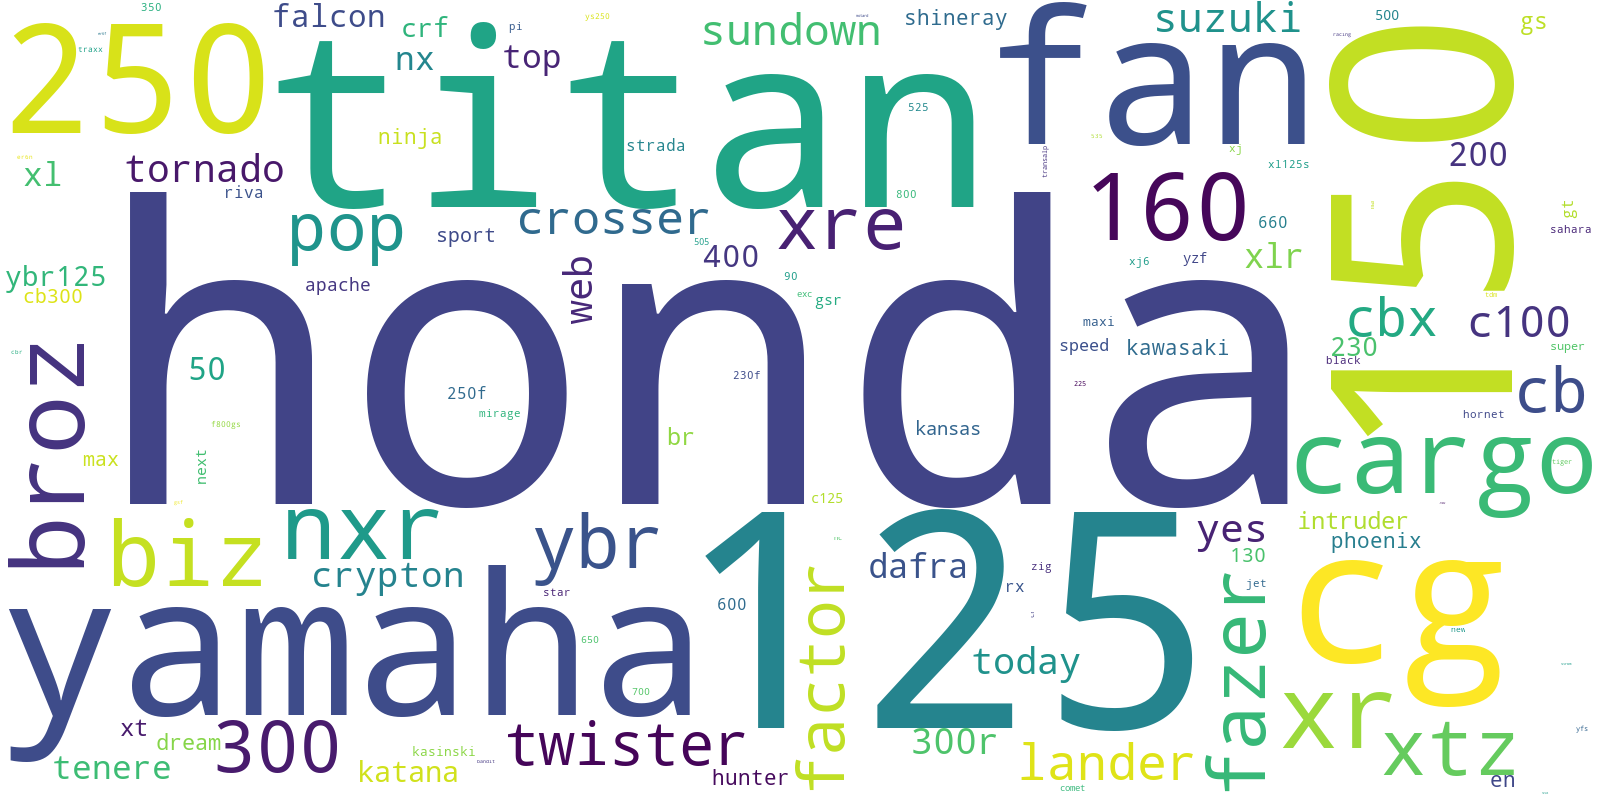 350
falcon
crf
pi
ys250
shineray
suzuki
500
gs
250
titan
fan
150
traxx
nx
top
sundown
racing
ninja
strada
525
xj
xl125s
200
xl
tornado
riva
800
transalp
160
660
gt
sahara
pop
sport
crosser
505
xre
400
xj6
yzf
xlr
ybr125
cb300
apache
web
90
exc
gsr
tdm
honda
maxi
cbx
c100
speed
kawasaki
230
super
black
cbr
broz
50
250f
mirage
230f
225
cb
hornet
f800gs
br
kansas
max
next
cargo
tiger
c125
biz
nxr
ybr
125
yes
intruder
phoenix
dafra
130
crypton
star
zig
rx
jet
cg
yamaha
600
factor
fazer
650
today
new
700
xr
xt
dream
300
kasinski
twister
300r
lander
xtz
yfs
tenere
katana
hunter
comet
en